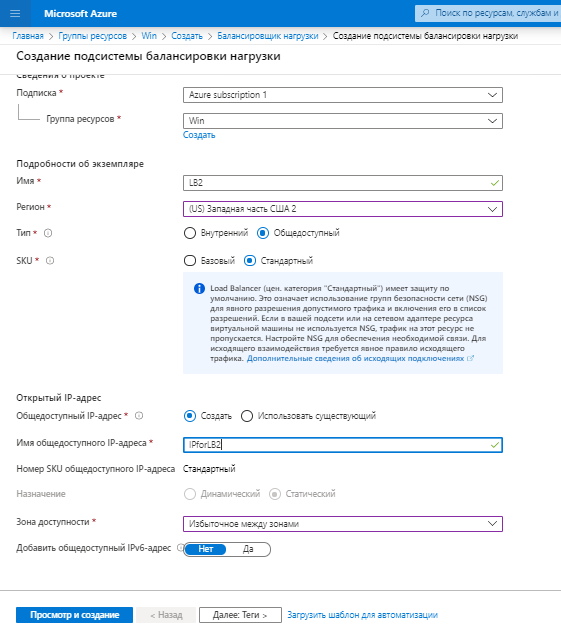 Microsoft Azure
Поиск по ресурсам, службам и
Главная > Группы ресурсов > Win > Создать > Балансировщик нагрузки > Создание подсистемы балансировки нагрузки
Создание подсистемы балансировки нагрузки
Сведения о проекте
Подписка *
Azure subscription 1
Группа ресурсов *
Win
Создать
Подробности об экземпляре
Имя *
LB2
Регион *
(US) Западная часть США 2
Тип *
Внутренний Общедоступный
SKU *
Базовый Стандартный
Load Balancer (цен. категория "Стандартный") имеет защиту по
умолчанию. Это означает использование групп безопасности сети (NSG)
для явного разрешения допустимого трафика и включения его в список
разрешений. Если в вашей подсети или на сетевом адаптере ресурса
виртуальной машины не используется NSG, трафик на этот ресурс не
пропускается. Настройте NSG для обеспечения необходимой связи. Для
исходящего взаимодействия требуется явное правило исходящего
трафика. Дополнительные сведения об исходящих подключениях
Открытый IP-адрес
Общедоступный IP-адрес *
Создать Использовать существующий
Имя общедоступного IP-адреса *
IPforLB2
Номер SKU общедоступного IP-адреса
Стандартный
Назначение
Динамический Статический
Зона доступности *
Избыточное между зонами
Добавить общедоступный IPv6-адрес
Нет Да
Просмотр и создание
< Назад
Далее: Теги >
Загрузить шаблон для автоматизации